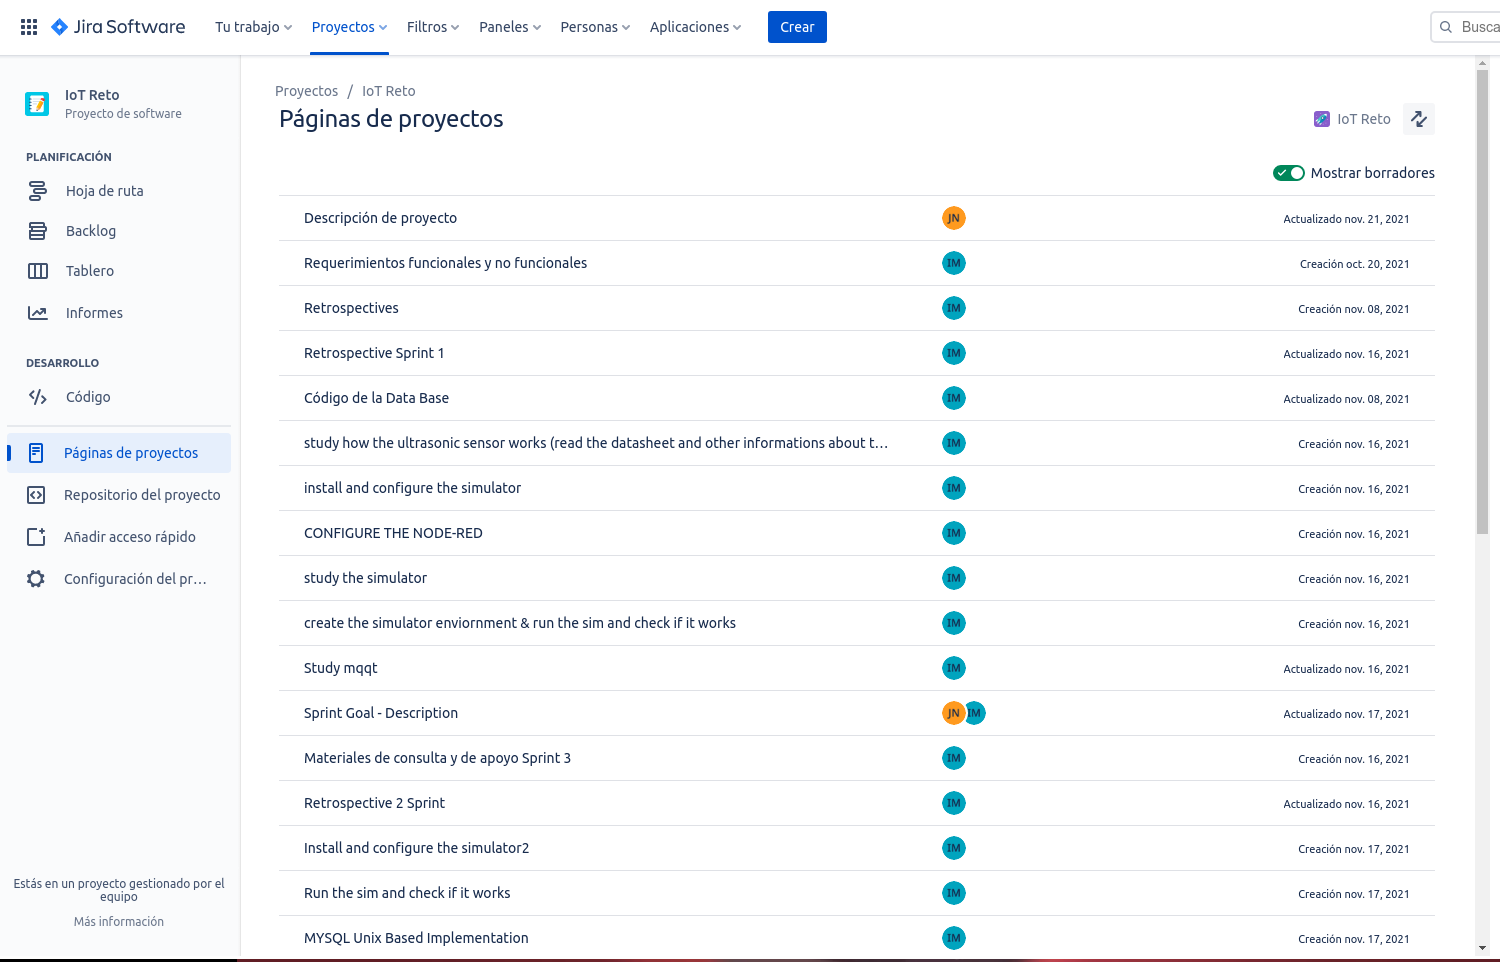 Jira Software
Tu trabajo
Proyectos
Filtros
Paneles
Personas
Aplicaciones
Crear
Busca
IoT Reto
Proyecto de software
PLANIFICACIÓN
Hoja de ruta
Backlog
Tablero
Informes
DESARROLLO
Código
Páginas de proyectos
Repositorio del proyecto
Añadir acceso rápido
Configuración del pr...
Estás en un proyecto gestionado por el
equipo
Más información
Proyectos / IoT Reto
Páginas de proyectos
IoT Reto
Mostrar borradores
Descripción de proyecto JN Actualizado nov. 21, 2021
Requerimientos funcionales y no funcionales IM Creación oct. 20, 2021
Retrospectives IM Creación nov. 08, 2021
Retrospective Sprint 1 IM Actualizado nov. 16, 2021
Código de la Data Base IM Actualizado nov. 08, 2021
study how the ultrasonic sensor works (read the datasheet and other informations about t... IM Creación nov. 16, 2021
install and configure the simulator IM Creación nov. 16, 2021
CONFIGURE THE NODE-RED IM Creación nov. 16, 2021
study the simulator IM Creación nov. 16, 2021
create the simulator enviornment & run the sim and check if it works IM Creación nov. 16, 2021
Study mqqt IM Actualizado nov. 16, 2021
Sprint Goal - Description JN IM Actualizado nov. 17, 2021
Materiales de consulta y de apoyo Sprint 3 IM Creación nov. 16, 2021
Retrospective 2 Sprint IM Actualizado nov. 16, 2021
Install and configure the simulator2 IM Creación nov. 17, 2021
Run the sim and check if it works IM Creación nov. 17, 2021
MYSQL Unix Based Implementation IM Creación nov. 17, 2021